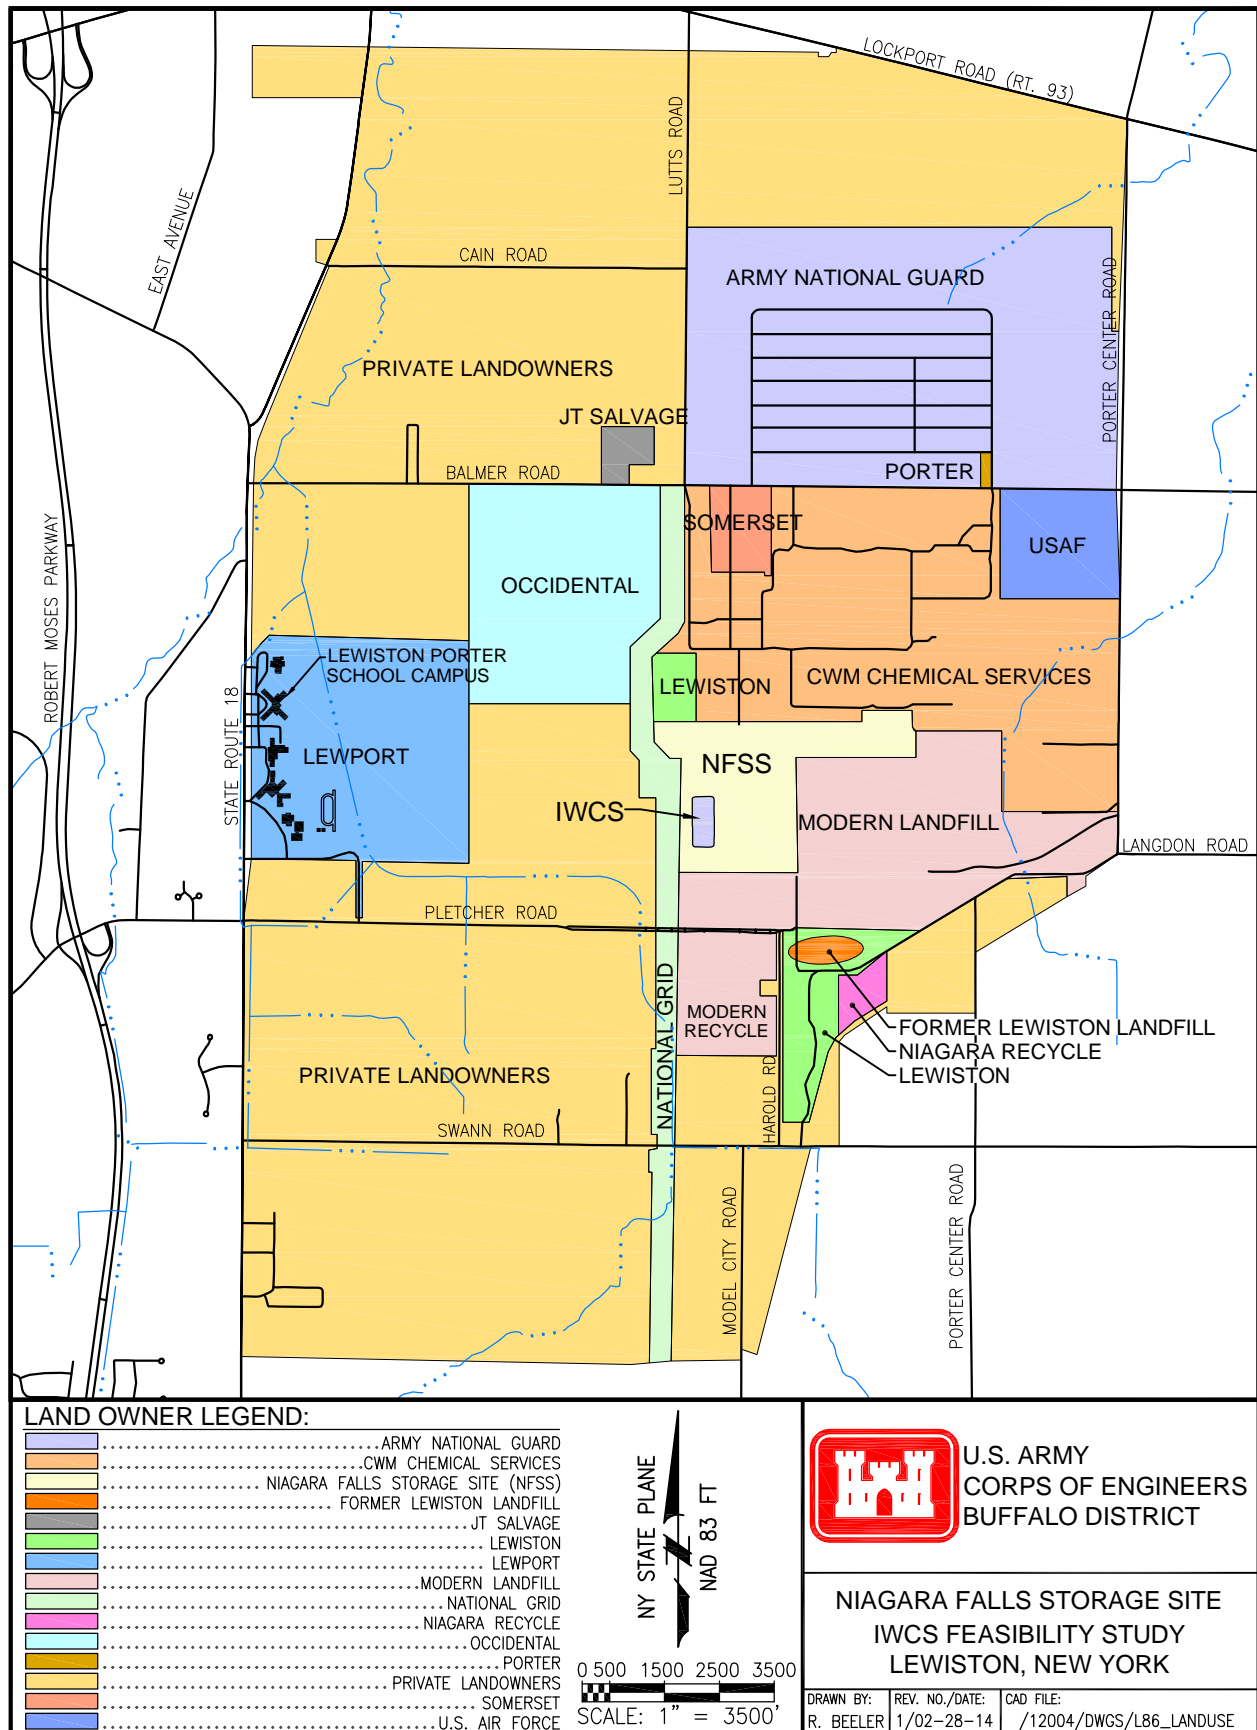 LOCKPORT ROAD (RT. 93)
LUTTS ROAD
EAST AVENUE
CAIN ROAD
ARMY NATIONAL GUARD
PORTER CENTER ROAD
PRIVATE LANDOWNERS
JT SALVAGE
BALMER ROAD
PORTER
SOMERSET
USAF
ROBERT MOSES PARKWAY
OCCIDENTAL
LEWISTON PORTER
SCHOOL CAMPUS
LEWISTON
CWM CHEMICAL SERVICES
STATE ROUTE 18
LEWPORT
NFSS
IWCS
MODERN LANDFILL
LANGDON ROAD
PLETCHER ROAD
NATIONAL GRID
MODERN
RECYCLE
FORMER LEWISTON LANDFILL
NIAGARA RECYCLE
LEWISTON
PRIVATE LANDOWNERS
HAROLD RD
SWANN ROAD
MODEL CITY ROAD
PORTER CENTER ROAD
LAND OWNER LEGEND:
ARMY NATIONAL GUARD
CWM CHEMICAL SERVICES
NIAGARA FALLS STORAGE SITE (NFSS)
FORMER LEWISTON LANDFILL
JT SALVAGE
LEWISTON
LEWPORT
MODERN LANDFILL
NATIONAL GRID
NIAGARA RECYCLE
OCCIDENTAL
PORTER
PRIVATE LANDOWNERS
SOMERSET
U.S. AIR FORCE
NY STATE PLANE
NAD 83 FT
0 500 1500 2500 3500
SCALE: 1" = 3500'
U.S. ARMY
CORPS OF ENGINEERS
BUFFALO DISTRICT
NIAGARA FALLS STORAGE SITE
IWCS FEASIBILITY STUDY
LEWISTON, NEW YORK
DRAWN BY: REV. NO./DATE: CAD FILE:
R. BEELER 1/02-28-14 /12004/DWGS/L86_LANDUSE